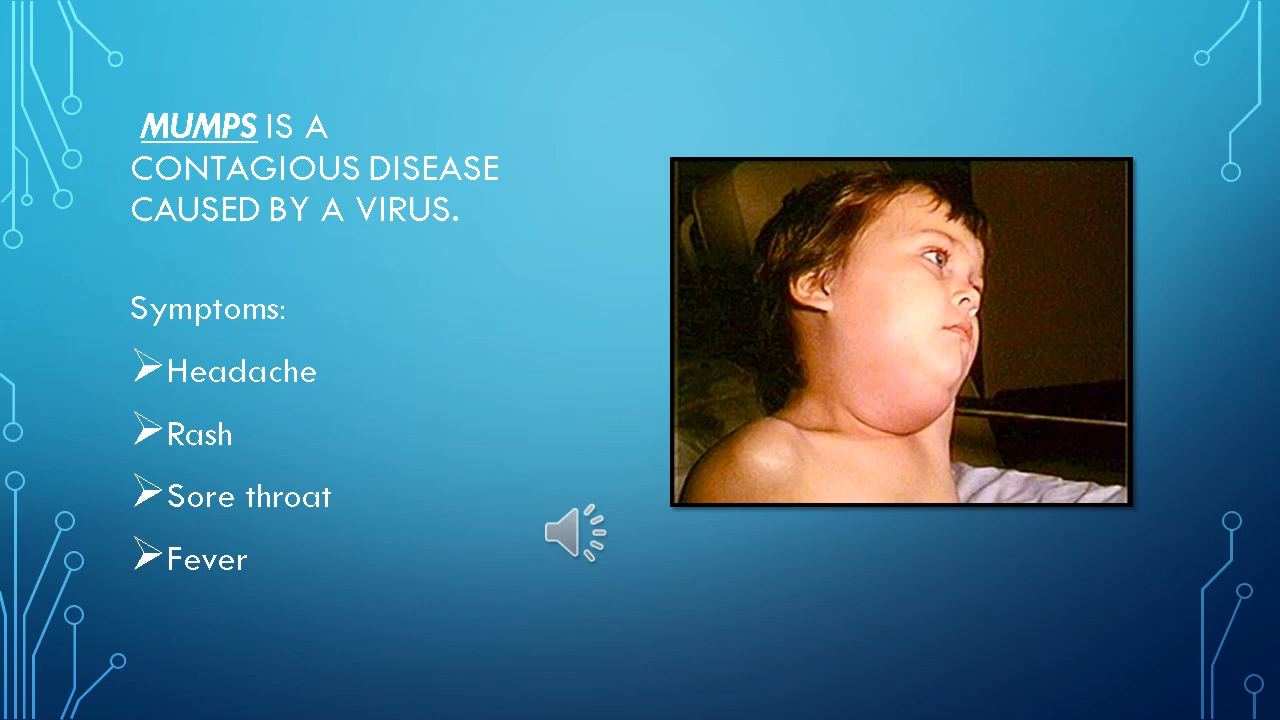 MUMPS IS A
CONTAGIOUS DISEASE
CAUSED BY A VIRUS.
Symptoms:
Headache
Rash
Sore throat
Fever